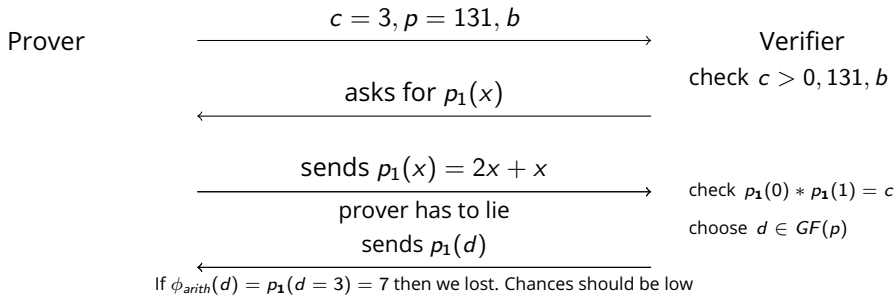 c = 3, p = 131, b
Prover
Verifier
check c > 0, 131, b
asks for p₁(x)
sends p₁(x) = 2x + x
check p₁(0) * p₁(1) = c
prover has to lie
choose d ∈ GF(p)
sends p₁(d)
If ϕₐᵣᵢₜₕ(d) = p₁(d = 3) = 7 then we lost. Chances should be low